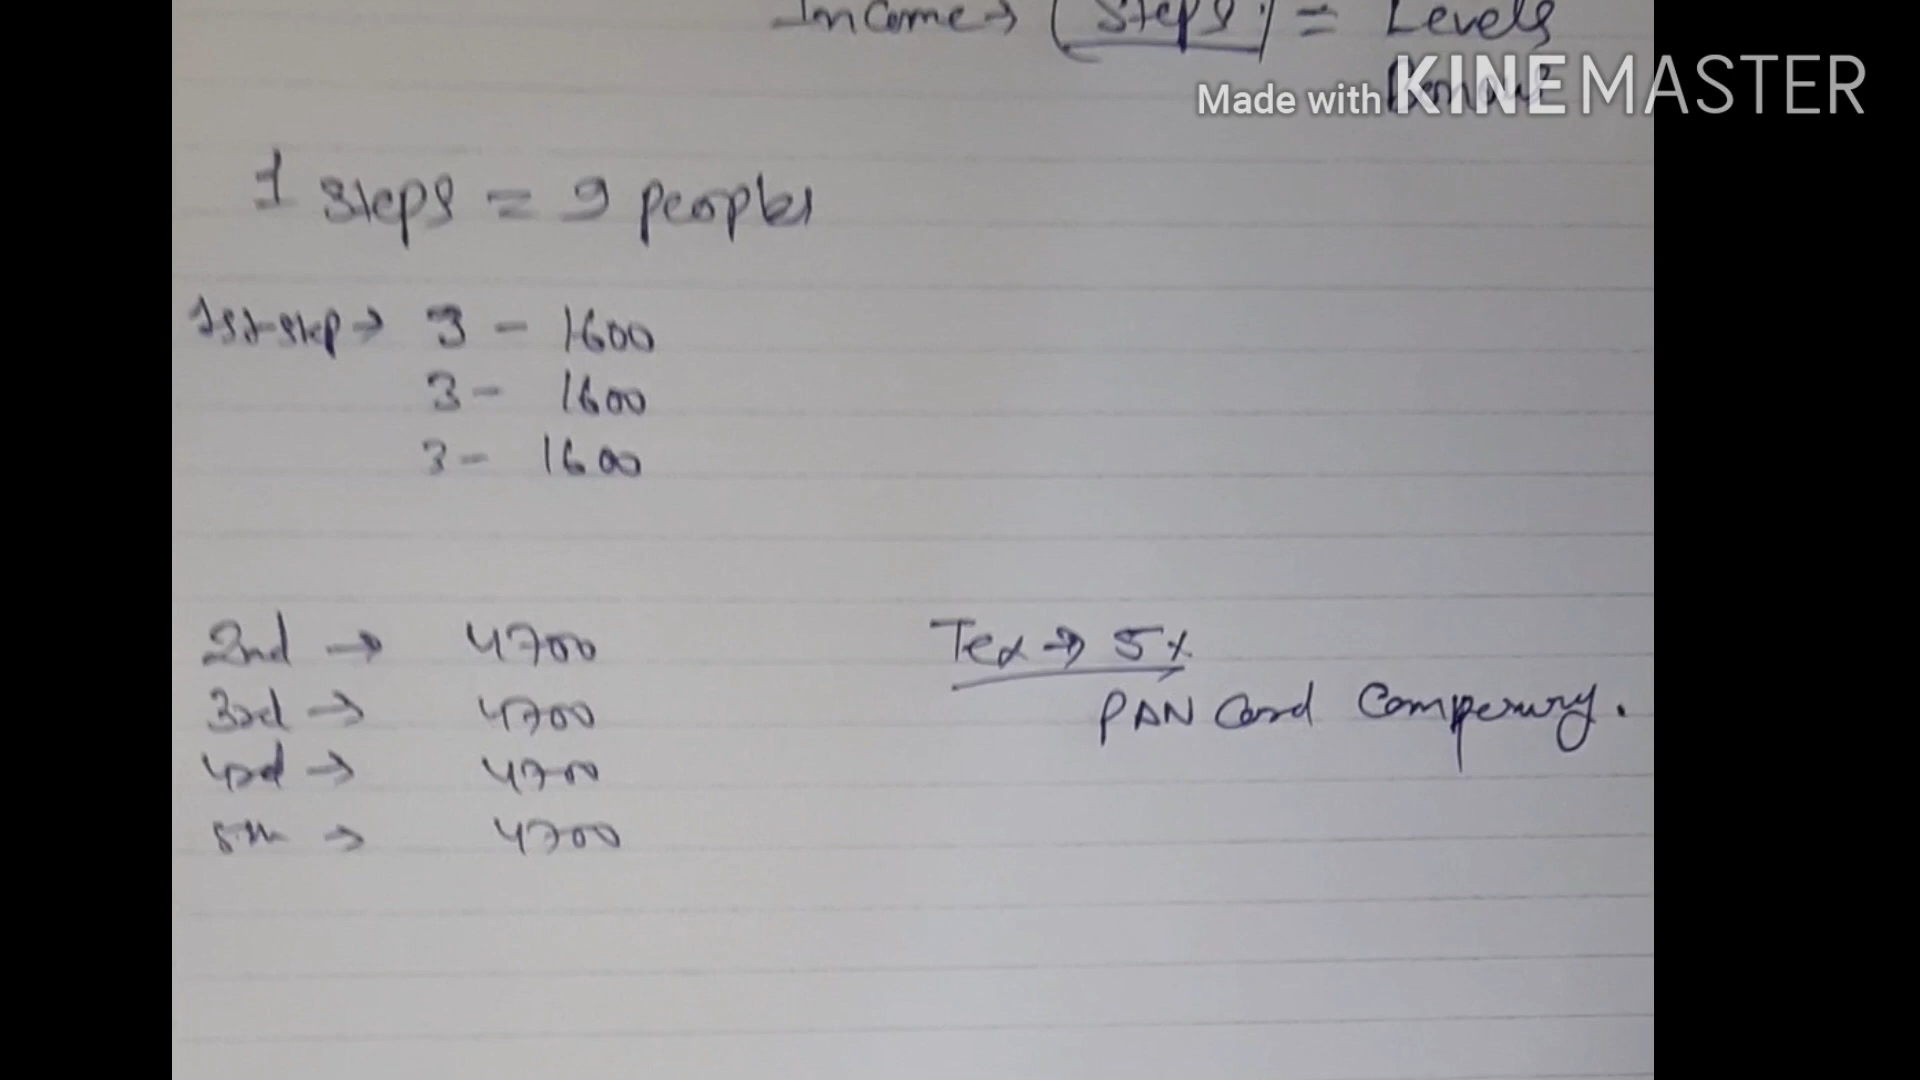 Income → (Steps) = Levels
Made with KINEMASTER
1 Steps = 9 peoples
1st step → 3 - 1600
3 - 1600
3 - 1600
2nd → 4700
3rd → 4700
4rd → 4700
5th → 4700
Tex → 5%
PAN Card